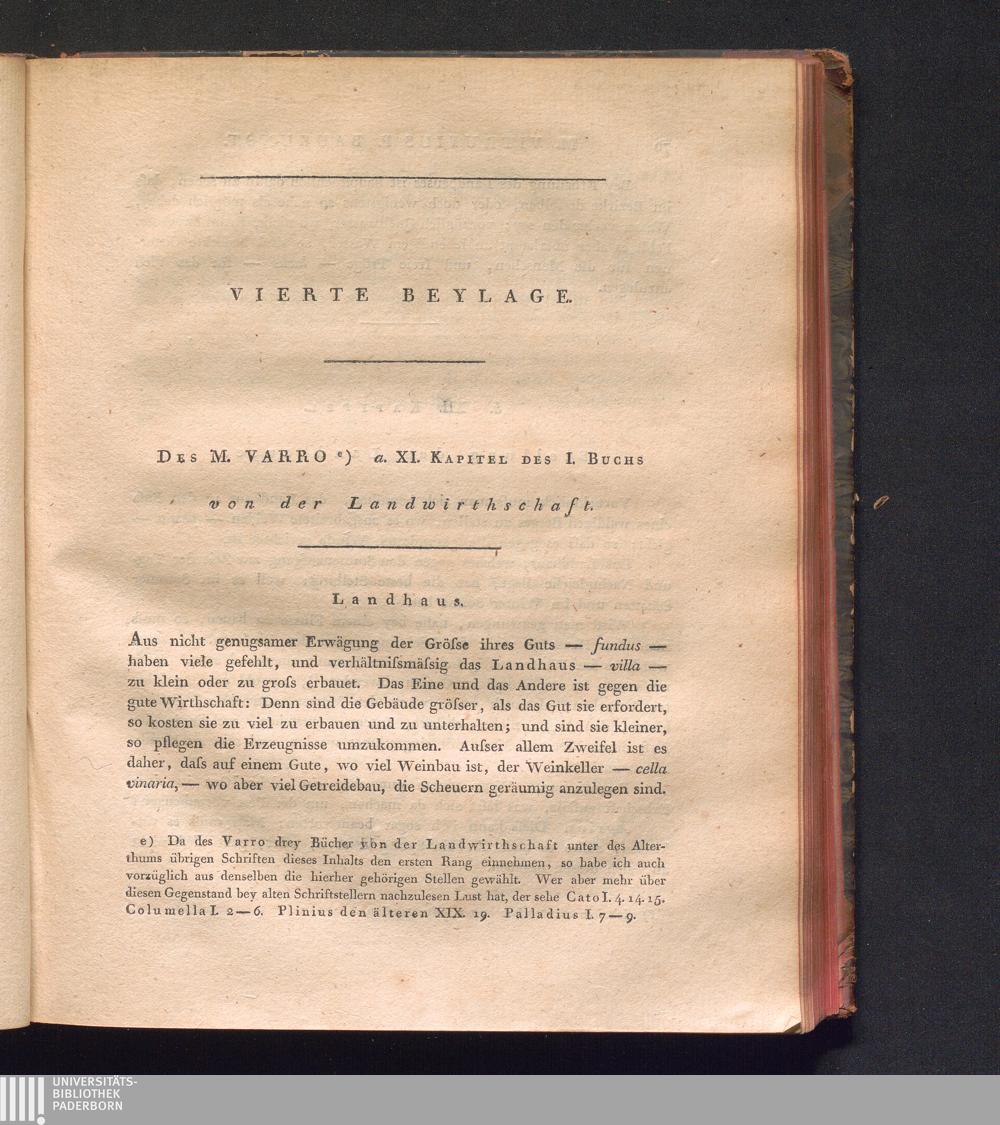 VIERTE BEYLAGE.
DES M. VARRO e) a. XI. KAPITEL DES I. BUCHS
von der Landwirthschaft.
Landhaus.
Aus nicht genugsamer Erwägung der Gröſse ihres Guts — fundus —
haben viele gefehlt, und verhältniſsmäſsig das Landhaus — villa —
zu klein oder zu groſs erbauet. Das Eine und das Andere ist gegen die
gute Wirthschaft: Denn sind die Gebäude gröſser, als das Gut sie erfordert,
so kosten sie zu viel zu erbauen und zu unterhalten; und sind sie kleiner,
so pflegen die Erzeugnisse umzukommen. Auſser allem Zweifel ist es
daher, daſs auf einem Gute, wo viel Weinbau ist, der Weinkeller — cella
vinaria, — wo aber viel Getreidebau, die Scheuern geräumig anzulegen sind.
e) Da des Varro drey Bücher von der Landwirthschaft unter des Alter-
thums übrigen Schriften dieses Inhalts den ersten Rang einnehmen, so habe ich auch
vorzüglich aus denselben die hierher gehörigen Stellen gewählt. Wer aber mehr über
diesen Gegenstand bey alten Schriftstellern nachzulesen Lust hat, der sehe Cato I. 4. 14. 15.
Columella I. 2—6. Plinius den älteren XIX. 19. Palladius I. 7—9.
UNIVERSITÄTS-
BIBLIOTHEK
PADERBORN